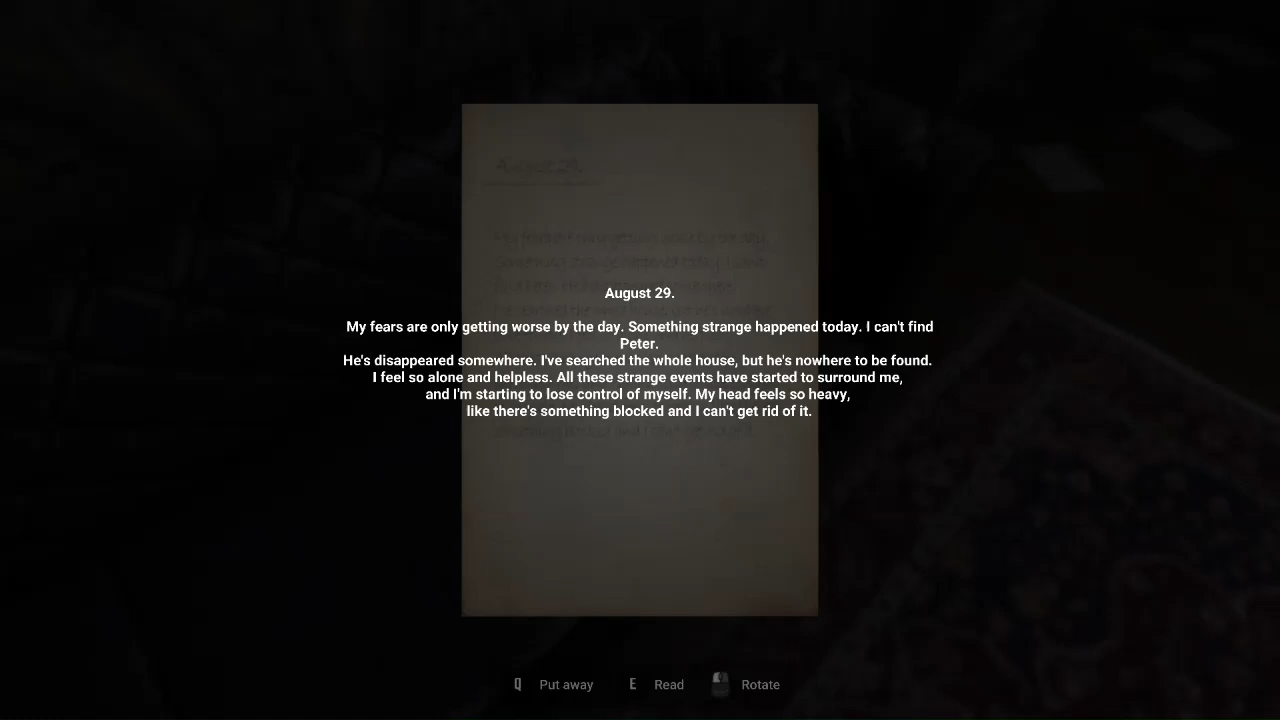 August 29.
My fears are only getting worse by the day. Something strange happened today. I can't find
Peter.
He's disappeared somewhere. I've searched the whole house, but he's nowhere to be found.
I feel so alone and helpless. All these strange events have started to surround me,
and I'm starting to lose control of myself. My head feels so heavy,
like there's something blocked and I can't get rid of it.
Q Put away E Read Rotate